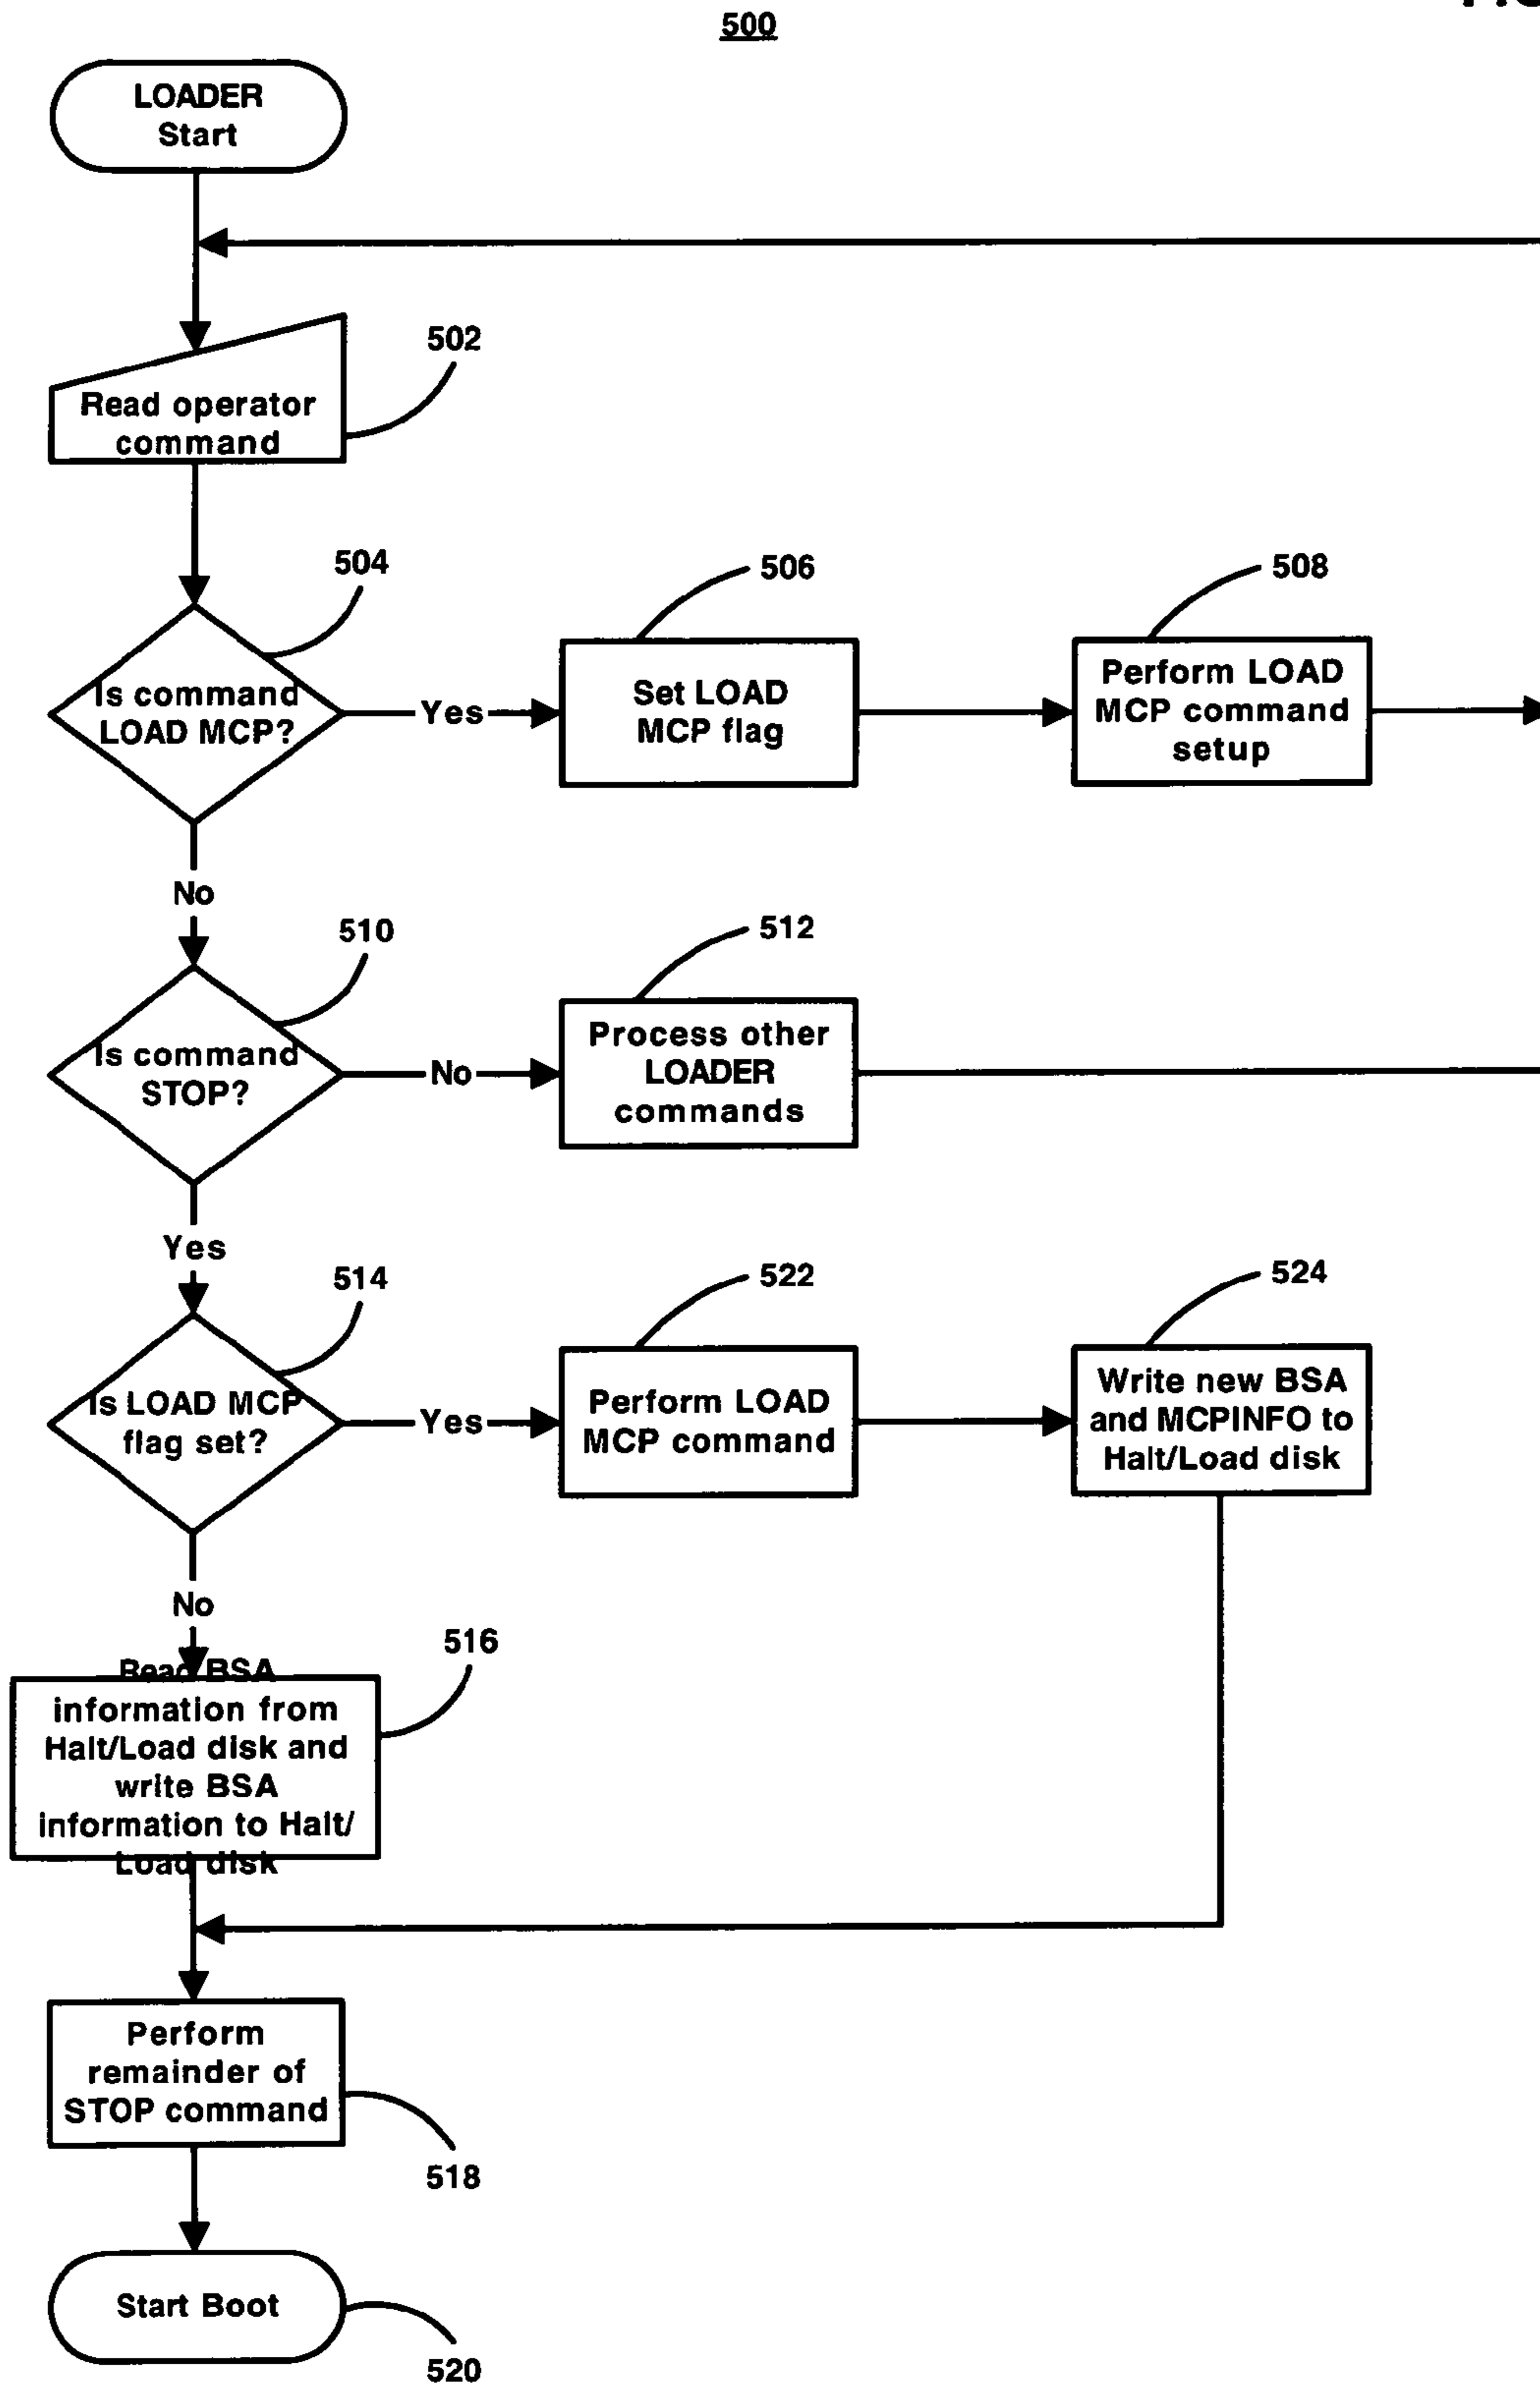 500
LOADER
Start
502
Read operator
command
504
506
508
Is command
LOAD MCP?
Yes
Set LOAD
MCP flag
Perform LOAD
MCP command
setup
No
510
512
Is command
STOP?
No
Process other
LOADER
commands
Yes
514
522
524
Is LOAD MCP
flag set?
Yes
Perform LOAD
MCP command
Write new BSA
and MCPINFO to
Halt/Load disk
No
516
Read BSA
information from
Halt/Load disk and
write BSA
information to Halt/
Load disk
Perform
remainder of
STOP command
518
Start Boot
520